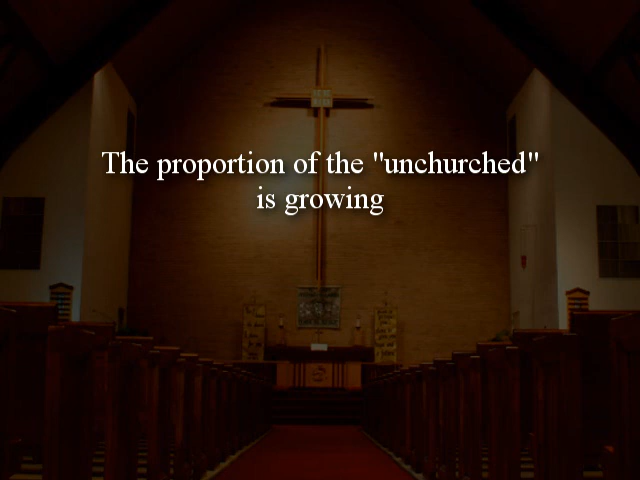 The proportion of the "unchurched"
is growing